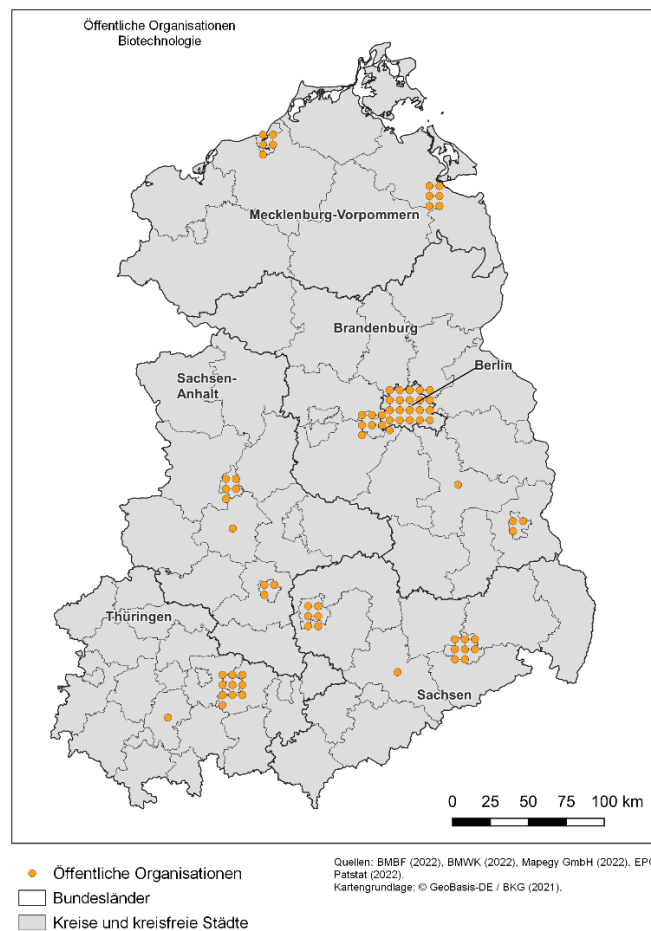 Öffentliche Organisationen
Biotechnologie
Mecklenburg-Vorpommern
Brandenburg
Berlin
Sachsen-
Anhalt
Thüringen
Sachsen
0 25 50 75 100 km
Öffentliche Organisationen
Bundesländer
Kreise und kreisfreie Städte
Quellen: BMBF (2022), BMWK (2022), Mapegy GmbH (2022), EPO
Patstat (2022).
Kartengrundlage: © GeoBasis-DE / BKG (2021).